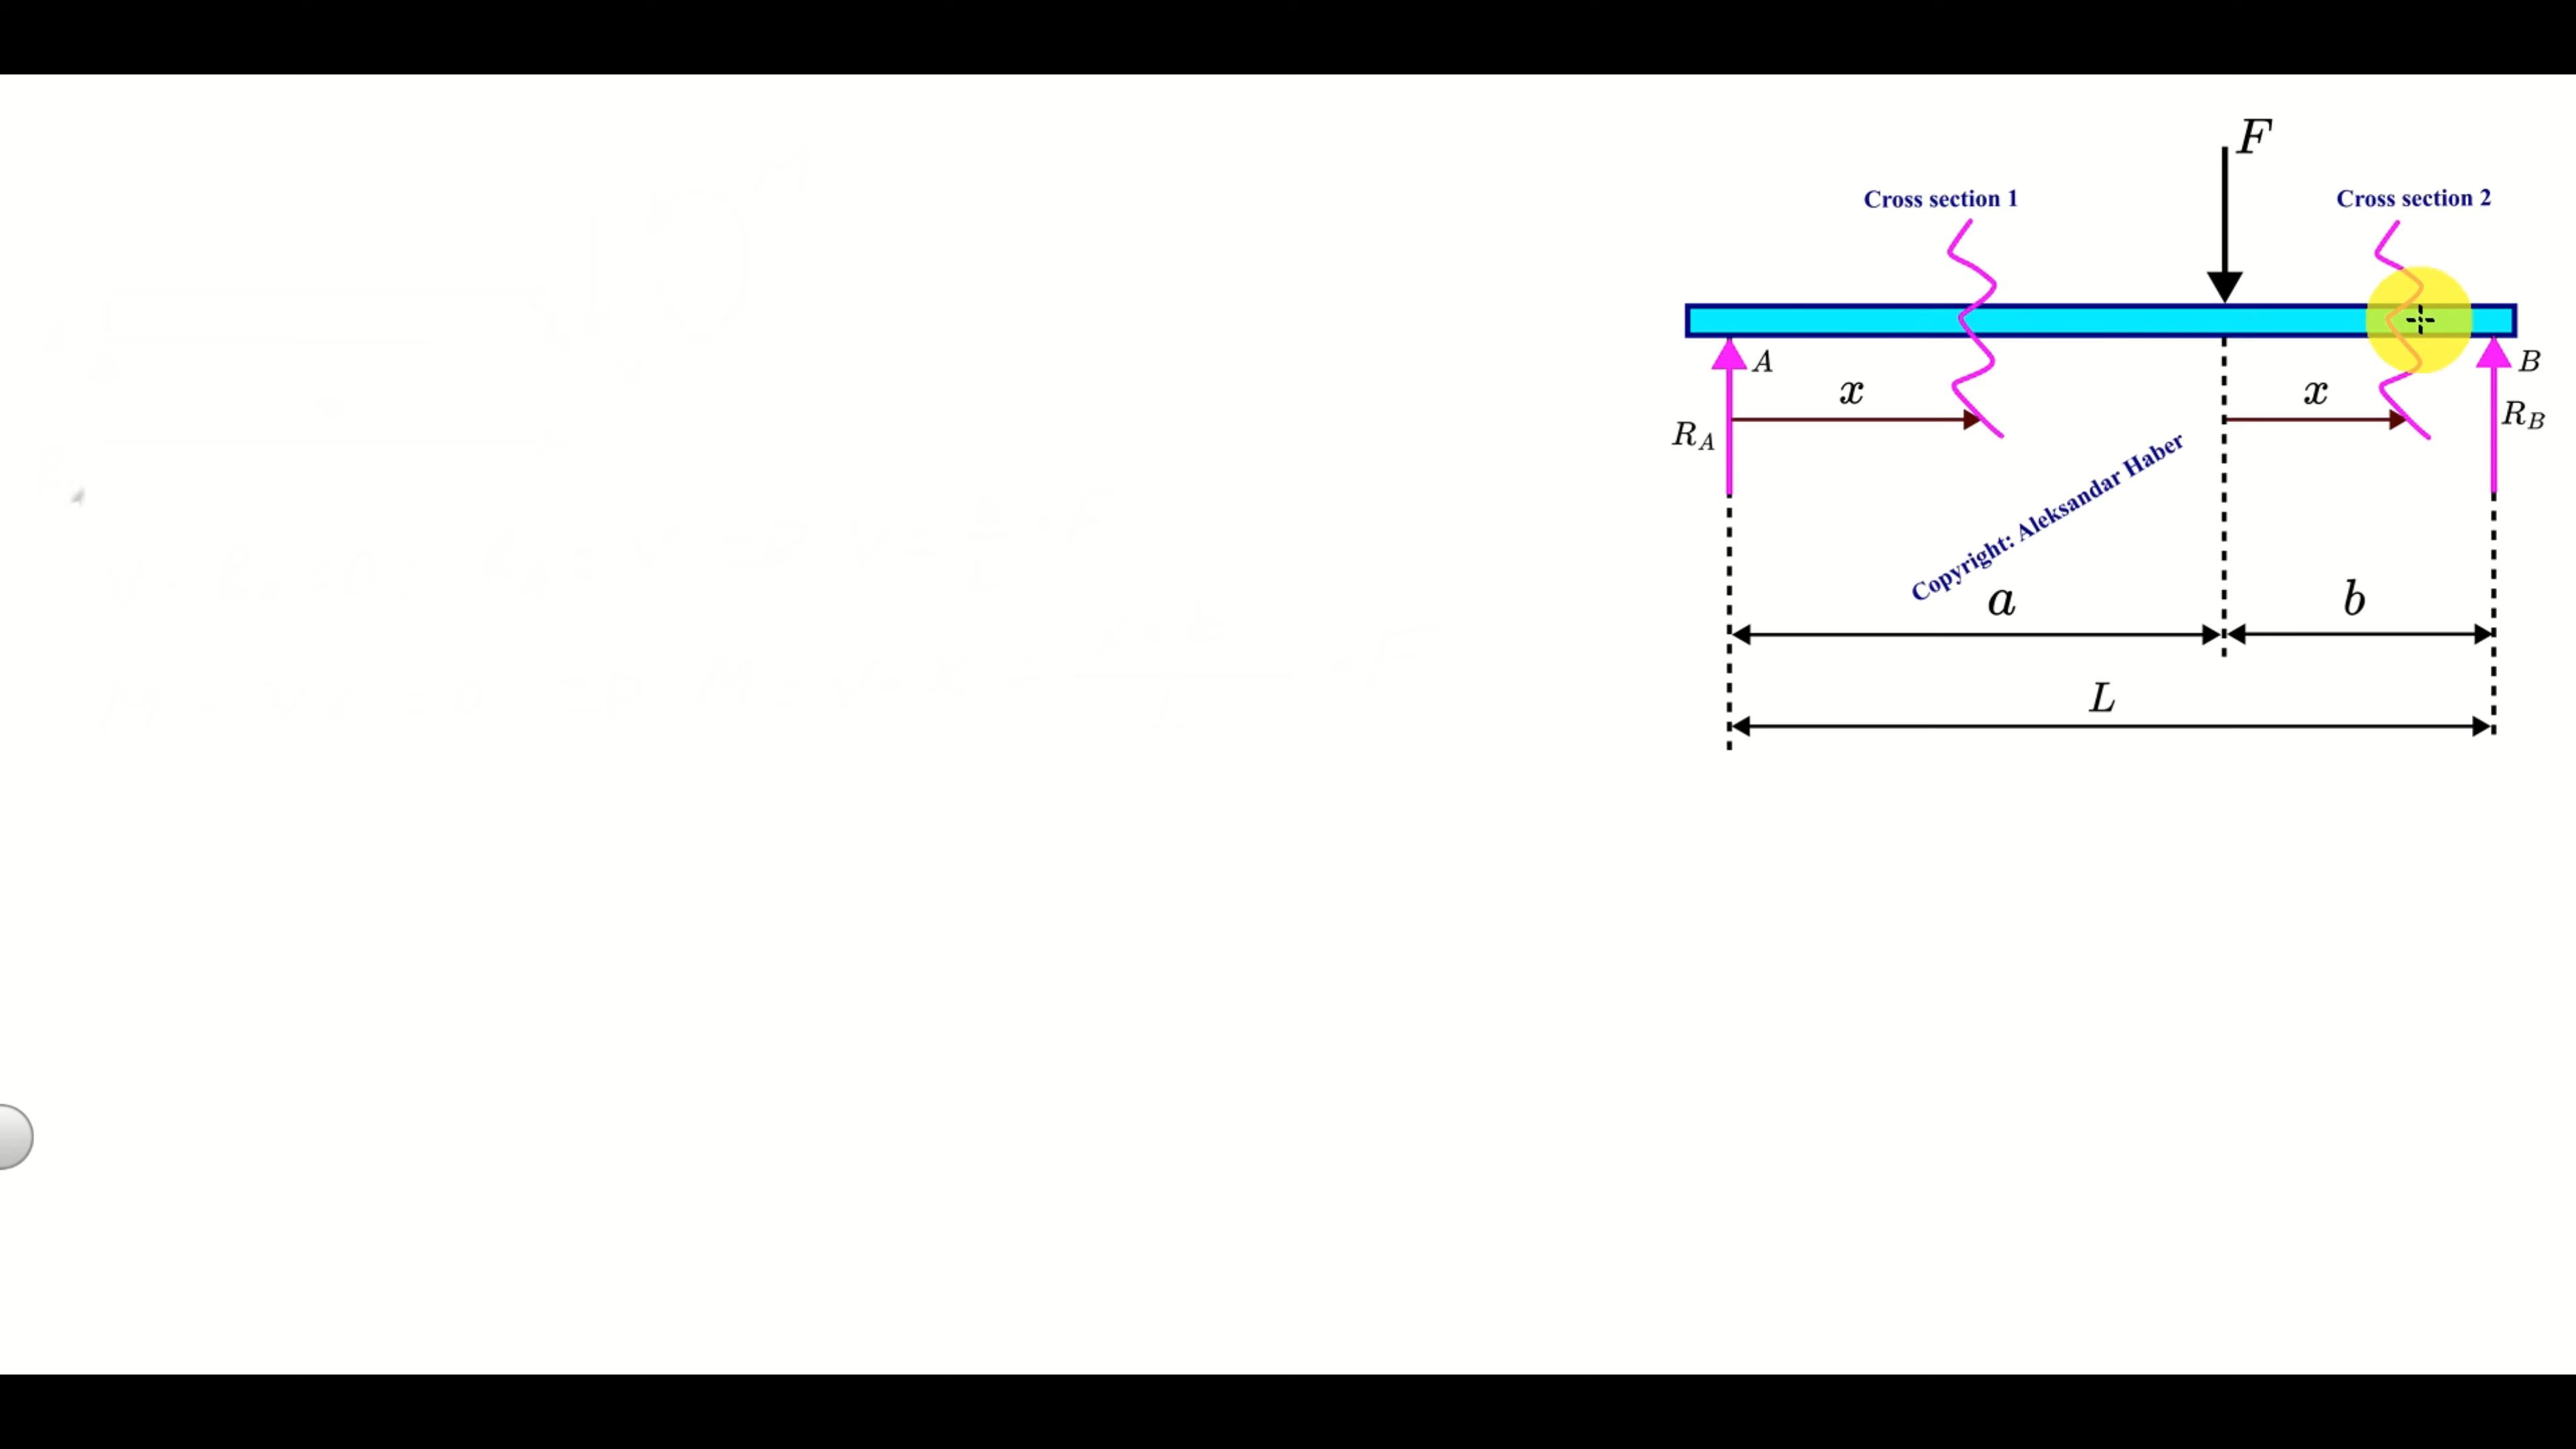 F
Cross section 1
Cross section 2
A
B
x
x
R_A
R_B
Copyright: Aleksandar Haber
a
b
L